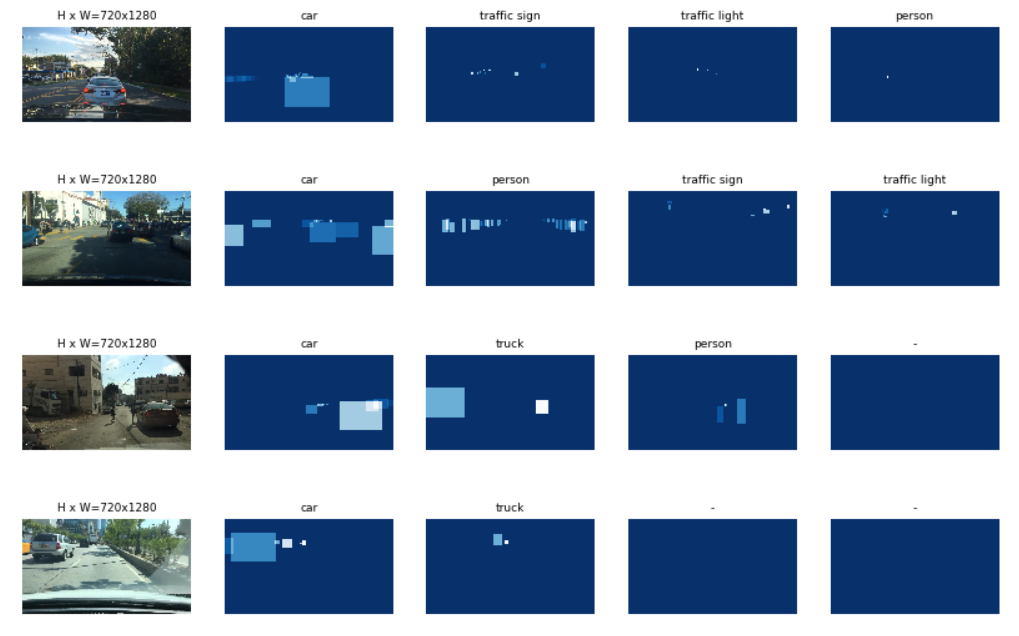 H x W=720x1280 car traffic sign traffic light person
H x W=720x1280 car person traffic sign traffic light
H x W=720x1280 car truck person -
H x W=720x1280 car truck - -